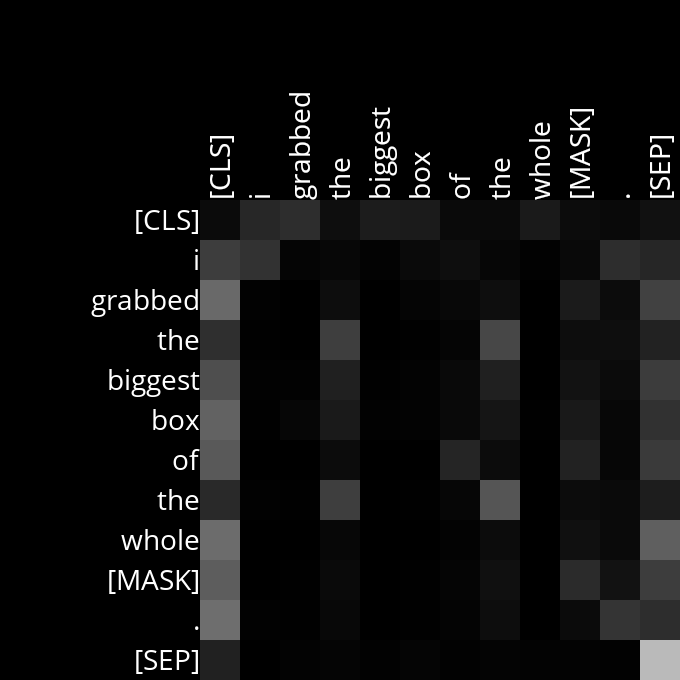 [CLS] i grabbed the biggest box of the whole [MASK] . [SEP]
[CLS]
i
grabbed
the
biggest
box
of
the
whole
[MASK]
.
[SEP]